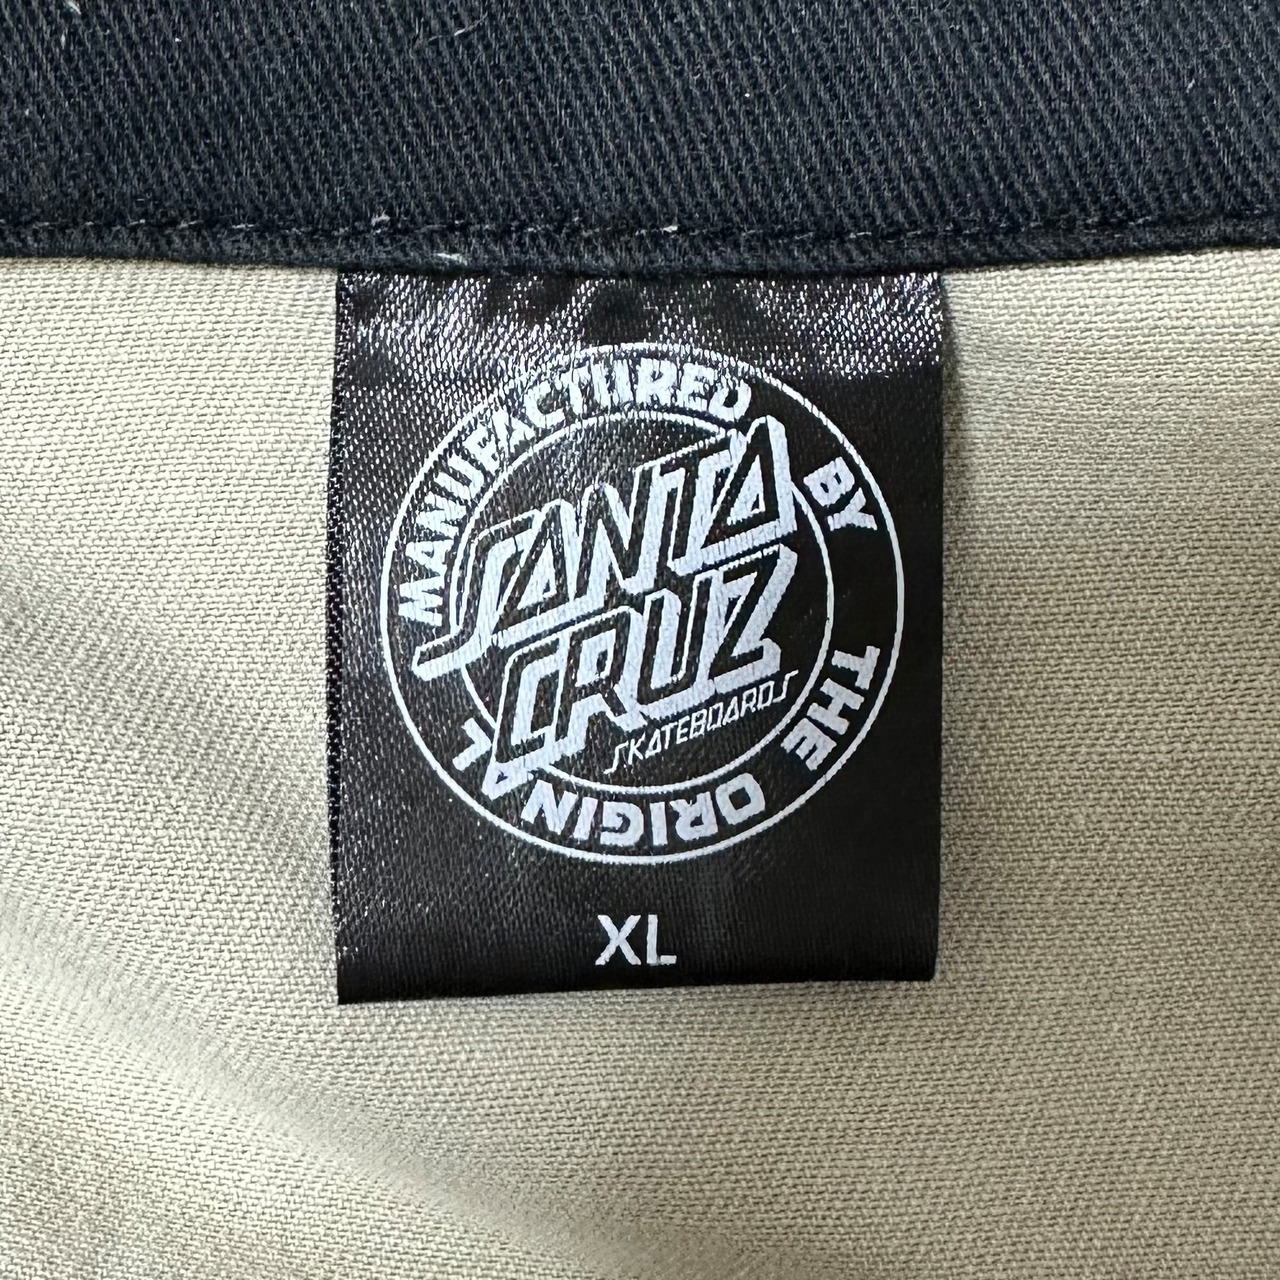 MANUFACTURED BY THE ORIGINAL
SANTA
CRUZ
SKATEBOARDS
XL